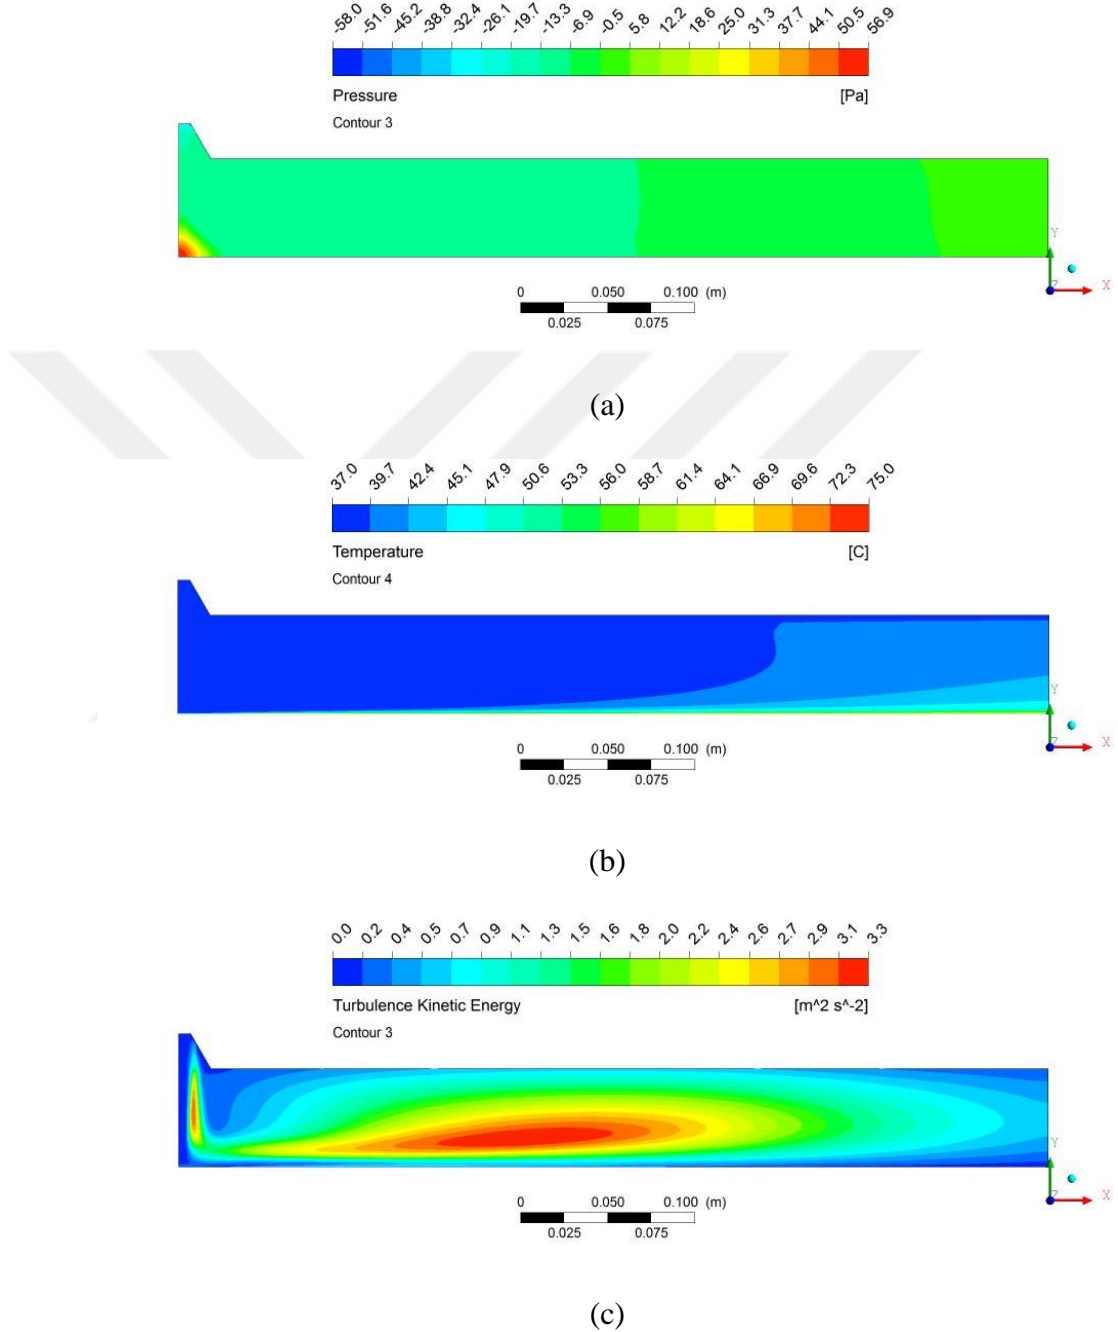 -58.0 -51.6 -45.2 -38.8 -32.4 -26.1 -19.7 -13.3 -6.9 -0.5 5.8 12.2 18.6 25.0 31.3 37.7 44.1 50.5 56.9
Pressure [Pa]
Contour 3
Y
Z X
0 0.050 0.100 (m)
0.025 0.075
(a)
37.0 39.7 42.4 45.1 47.9 50.6 53.3 56.0 58.7 61.4 64.1 66.9 69.6 72.3 75.0
Temperature [C]
Contour 4
Y
Z X
0 0.050 0.100 (m)
0.025 0.075
(b)
0.0 0.2 0.4 0.5 0.7 0.9 1.1 1.3 1.5 1.6 1.8 2.0 2.2 2.4 2.6 2.7 2.9 3.1 3.3
Turbulence Kinetic Energy [m^2 s^-2]
Contour 3
Y
Z X
0 0.050 0.100 (m)
0.025 0.075
(c)